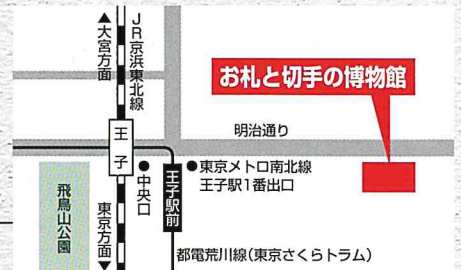 ▲大宮方面
JR京浜東北線
お札と切手の博物館
明治通り
王子
●中央口
王子駅前
●東京メトロ南北線
王子駅1番出口
飛鳥山公園
東京方面▼
都電荒川線(東京さくらトラム)